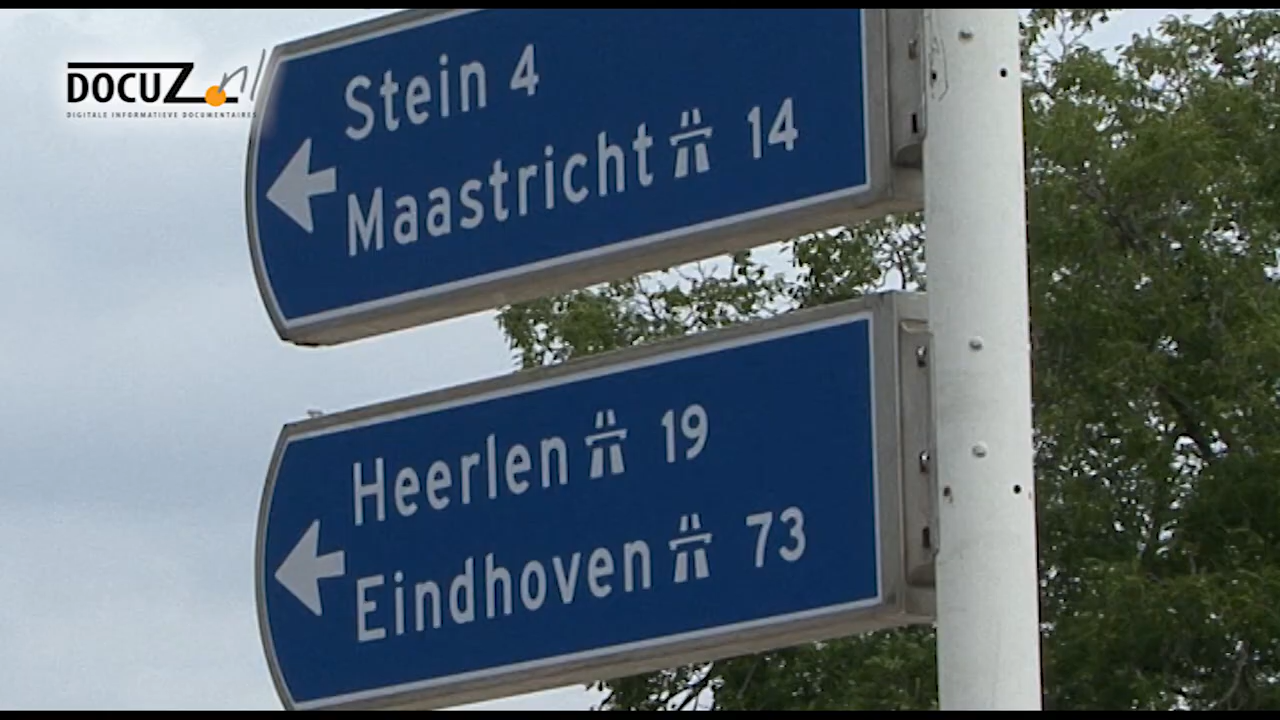 DOCUZ.nl
DIGITALE INFORMATIEVE DOCUMENTAIRES
Stein 4
Maastricht 14
Heerlen 19
Eindhoven 73